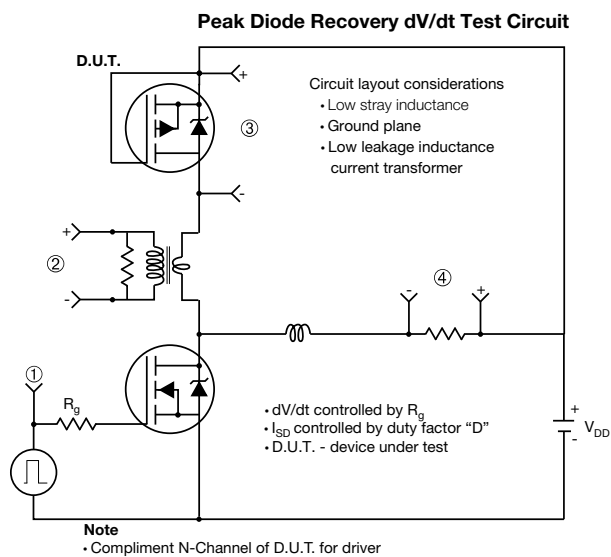 Peak Diode Recovery dV/dt Test Circuit
D.U.T.
+
Circuit layout considerations
• Low stray inductance
③
• Ground plane
• Low leakage inductance
current transformer
-
+
②
-
④
-
+
①
Rg
• dV/dt controlled by Rg
• ISD controlled by duty factor “D”
• D.U.T. - device under test
+
VDD
-
Note
• Compliment N-Channel of D.U.T. for driver